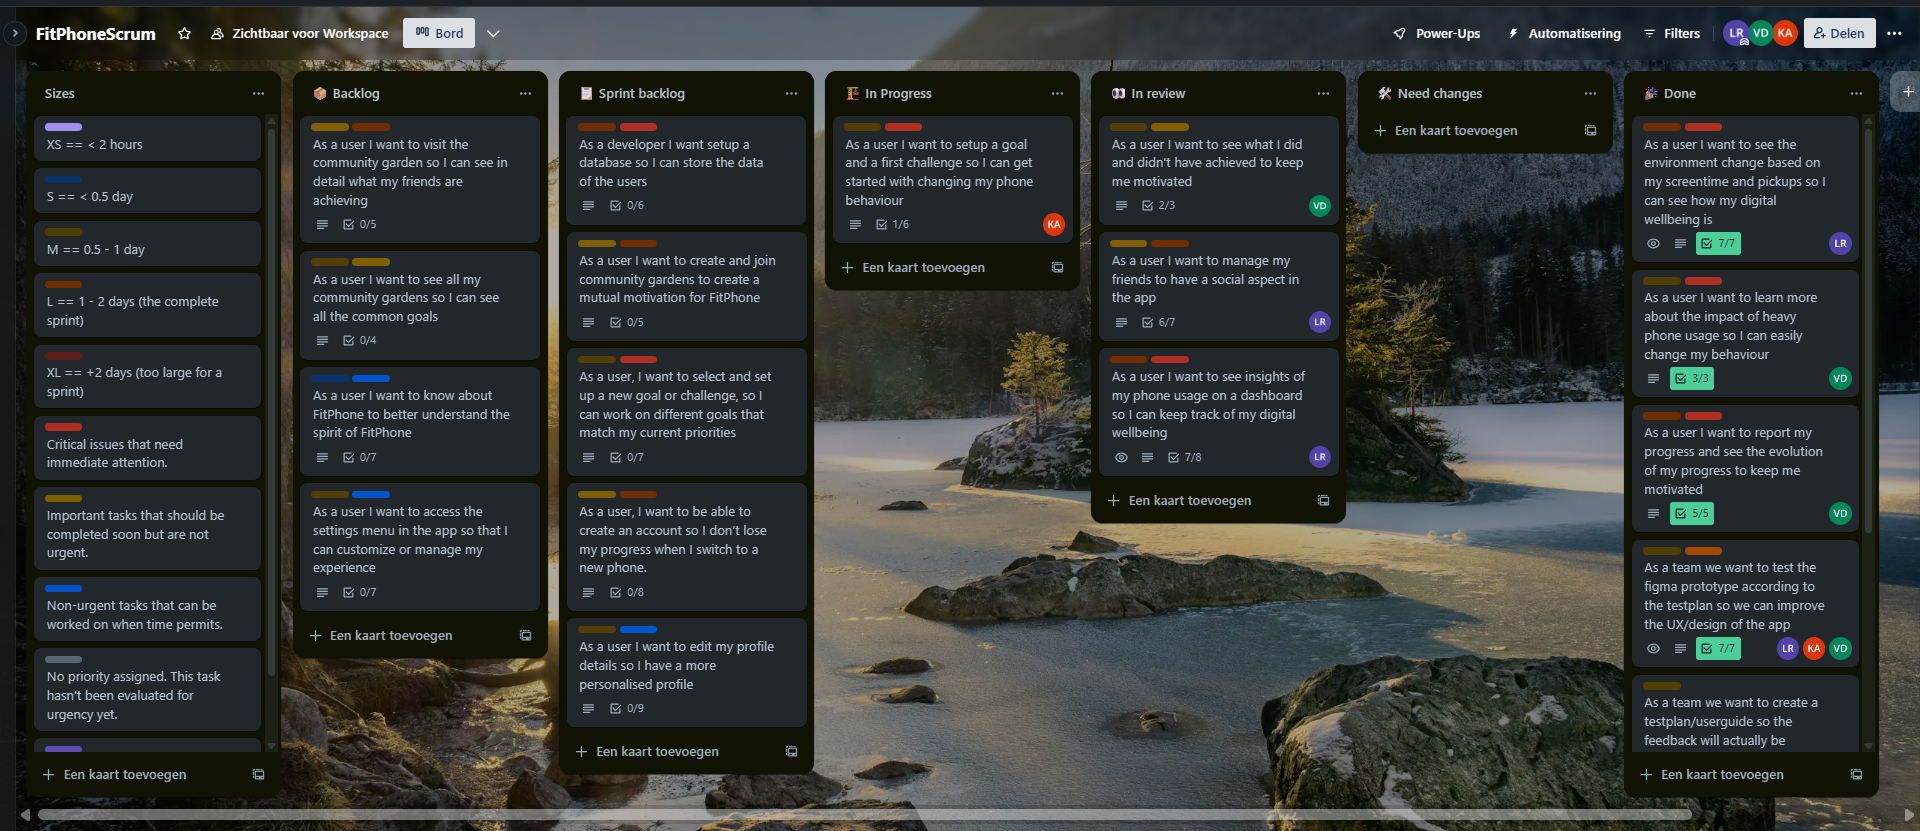 FitPhoneScrum
Zichtbaar voor Workspace
Bord
Power-Ups
Automatisering
Filters
LR
VD
KA
Delen
Sizes
XS == < 2 hours
S == < 0.5 day
M == 0.5 - 1 day
L == 1 - 2 days (the complete
sprint)
XL == +2 days (too large for a
sprint)
Critical issues that need
immediate attention.
Important tasks that should be
completed soon but are not
urgent.
Non-urgent tasks that can be
worked on when time permits.
No priority assigned. This task
hasn't been evaluated for
urgency yet.
Een kaart toevoegen
Backlog
As a user I want to visit the
community garden so I can see in
detail what my friends are
achieving
0/5
As a user I want to see all my
community gardens so I can see
all the common goals
0/4
As a user I want to know about
FitPhone to better understand the
spirit of FitPhone
0/7
As a user I want to access the
settings menu in the app so that I
can customize or manage my
experience
0/7
Een kaart toevoegen
Sprint backlog
As a developer I want setup a
database so I can store the data
of the users
0/6
As a user I want to create and join
community gardens to create a
mutual motivation for FitPhone
0/5
As a user, I want to select and set
up a new goal or challenge, so I
can work on different goals that
match my current priorities
0/7
As a user, I want to be able to
create an account so I don't lose
my progress when I switch to a
new phone.
0/8
As a user I want to edit my profile
details so I have a more
personalised profile
0/9
Een kaart toevoegen
In Progress
As a user I want to setup a goal
and a first challenge so I can get
started with changing my phone
behaviour
1/6
KA
Een kaart toevoegen
In review
As a user I want to see what I did
and didn't have achieved to keep
me motivated
2/3
VD
As a user I want to manage my
friends to have a social aspect in
the app
6/7
LR
As a user I want to see insights of
my phone usage on a dashboard
so I can keep track of my digital
wellbeing
7/8
LR
Een kaart toevoegen
Need changes
Een kaart toevoegen
Done
As a user I want to see the
environment change based on
my screentime and pickups so I
can see how my digital
wellbeing is
7/7
LR
As a user I want to learn more
about the impact of heavy
phone usage so I can easily
change my behaviour
3/3
VD
As a user I want to report my
progress and see the evolution
of my progress to keep me
motivated
5/5
VD
As a team we want to test the
figma prototype according to
the testplan so we can improve
the UX/design of the app
7/7
LR
KA
VD
As a team we want to create a
testplan/userguide so the
feedback will actually be
Een kaart toevoegen